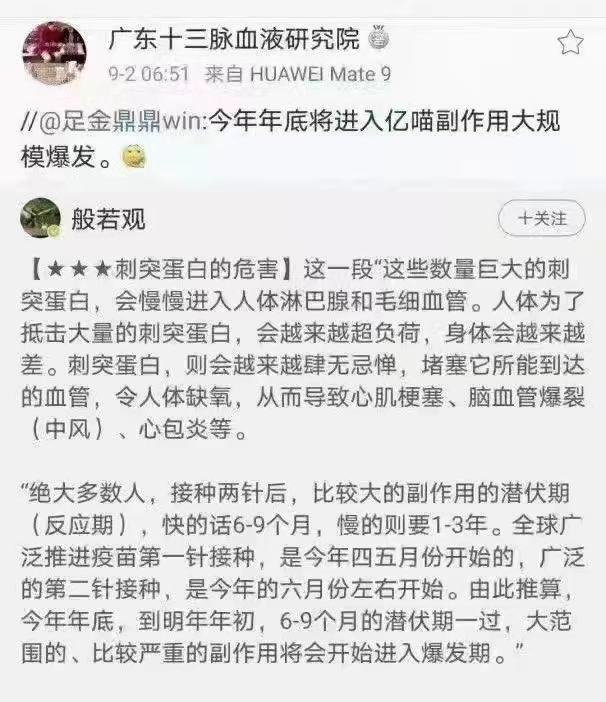 广东十三脉血液研究院
9-2 06:51 来自 HUAWEI Mate 9
//@足金鼎鼎win:今年年底将进入亿喵副作用大规
模爆发。
般若观
十关注
【★★★刺突蛋白的危害】这一段“这些数量巨大的刺
突蛋白，会慢慢进入人体淋巴腺和毛细血管。人体为了
抵击大量的刺突蛋白，会越来越超负荷，身体会越来越
差。刺突蛋白，则会越来越肆无忌惮，堵塞它所能到达
的血管，令人体缺氧，从而导致心肌梗塞、脑血管爆裂
（中风）、心包炎等。
“绝大多数人，接种两针后，比较大的副作用的潜伏期
（反应期），快的话6-9个月，慢的则要1-3年。全球广
泛推进疫苗第一针接种，是今年四五月份开始的，广泛
的第二针接种，是今年的六月份左右开始。由此推算，
今年年底，到明年年初，6-9个月的潜伏期一过，大范
围的、比较严重的副作用将会开始进入爆发期。”